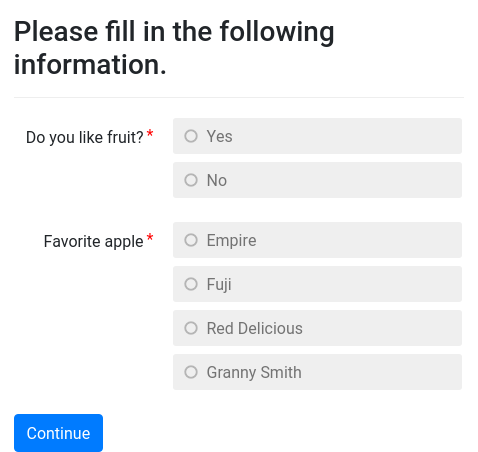 Please fill in the following
information.
Do you like fruit? *
Yes
No
Favorite apple *
Empire
Fuji
Red Delicious
Granny Smith
Continue